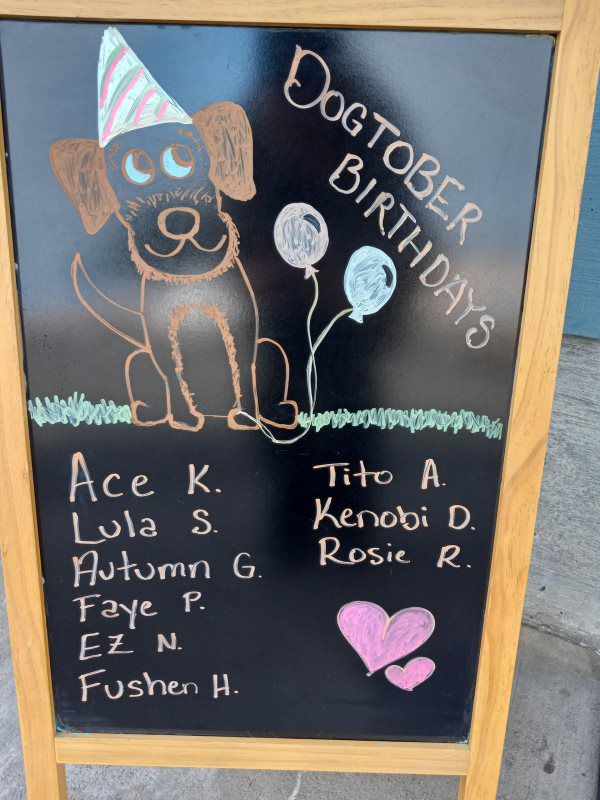 DOGTOBER
BIRTHDAYS
Ace K.
Lula S.
Autumn G.
Faye P.
EZ N.
Fushen H.
Tito A.
Kenobi D.
Rosie R.